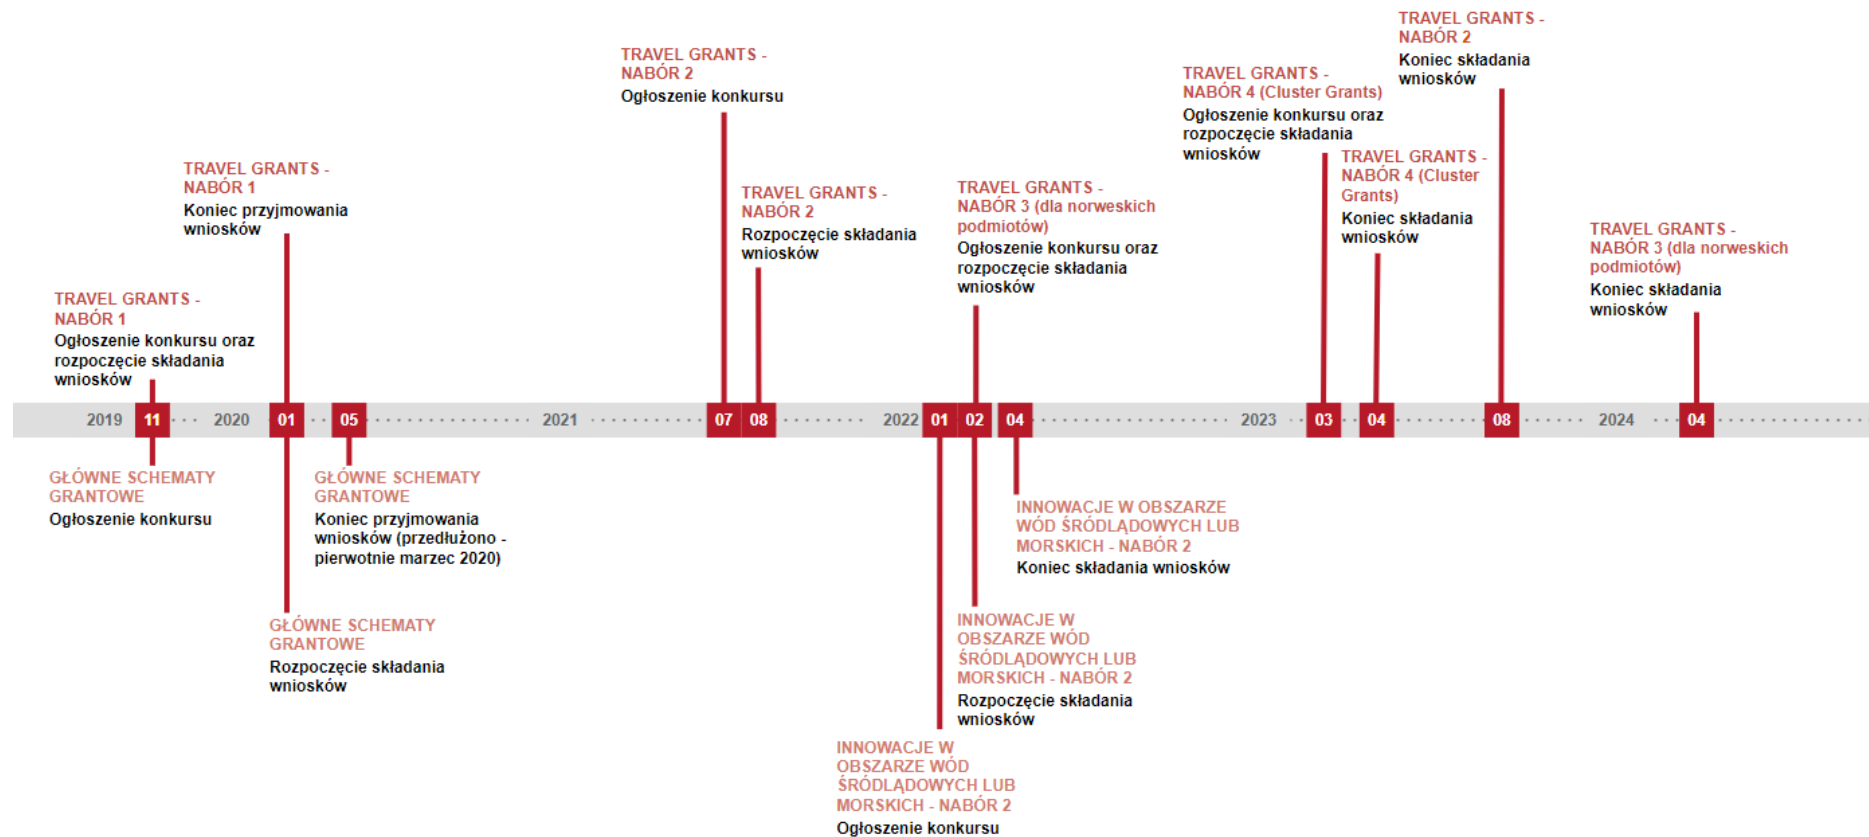 TRAVEL GRANTS -
NABÓR 1
Ogłoszenie konkursu oraz
rozpoczęcie składania
wniosków
TRAVEL GRANTS -
NABÓR 1
Koniec przyjmowania
wniosków
TRAVEL GRANTS -
NABÓR 2
Ogłoszenie konkursu
TRAVEL GRANTS -
NABÓR 2
Rozpoczęcie składania
wniosków
TRAVEL GRANTS -
NABÓR 3 (dla norweskich
podmiotów)
Ogłoszenie konkursu oraz
rozpoczęcie składania
wniosków
TRAVEL GRANTS -
NABÓR 4 (Cluster Grants)
Ogłoszenie konkursu oraz
rozpoczęcie składania
wniosków
TRAVEL GRANTS -
NABÓR 4 (Cluster
Grants)
Koniec składania
wniosków
TRAVEL GRANTS -
NABÓR 2
Koniec składania
wniosków
TRAVEL GRANTS -
NABÓR 3 (dla norweskich
podmiotów)
Koniec składania
wniosków
2019 11 2020 01 05 2021 07 08 2022 01 02 04 2023 03 04 08 2024 04
GŁÓWNE SCHEMATY
GRANTOWE
Ogłoszenie konkursu
GŁÓWNE SCHEMATY
GRANTOWE
Rozpoczęcie składania
wniosków
GŁÓWNE SCHEMATY
GRANTOWE
Koniec przyjmowania
wniosków (przedłużono -
pierwotnie marzec 2020)
INNOWACJE W
OBSZARZE WÓD
ŚRÓDLĄDOWYCH LUB
MORSKICH - NABÓR 2
Ogłoszenie konkursu
INNOWACJE W
OBSZARZE WÓD
ŚRÓDLĄDOWYCH LUB
MORSKICH - NABÓR 2
Rozpoczęcie składania
wniosków
INNOWACJE W OBSZARZE
WÓD ŚRÓDLĄDOWYCH LUB
MORSKICH - NABÓR 2
Koniec składania wniosków